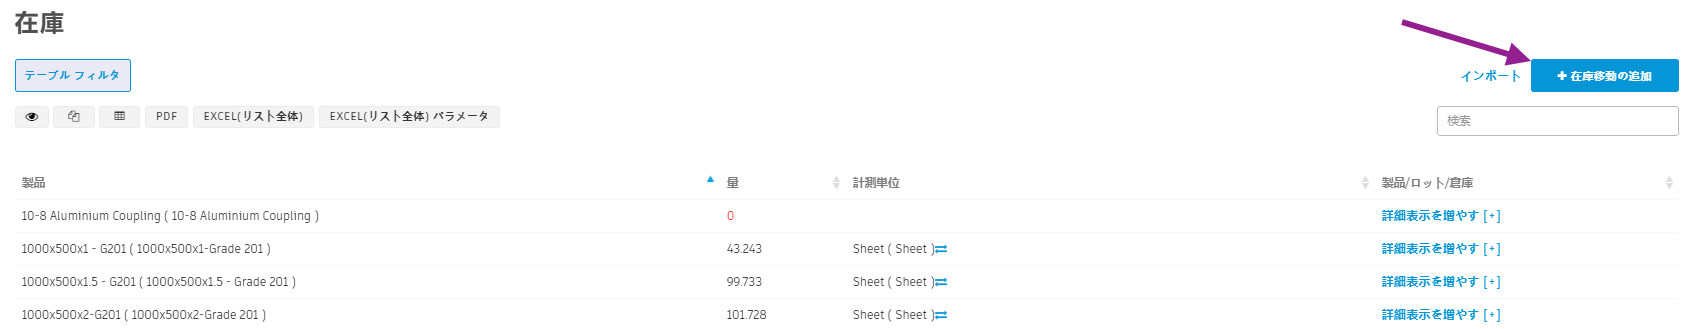 在庫
テーブル フィルタ
インポート
在庫移動の追加
PDF EXCEL(リスト全体) EXCEL(リスト全体) パラメータ
検索
製品 量 計測単位 製品/ロット/倉庫
10-8 Aluminium Coupling ( 10-8 Aluminium Coupling ) 0 詳細表示を増やす [+]
1000x500x1 - G201 ( 1000x500x1-Grade 201 ) 43.243 Sheet ( Sheet ) 詳細表示を増やす [+]
1000x500x1.5 - G201 ( 1000x500x1.5 - Grade 201 ) 99.733 Sheet ( Sheet ) 詳細表示を増やす [+]
1000x500x2-G201 ( 1000x500x2-Grade 201 ) 101.728 Sheet ( Sheet ) 詳細表示を増やす [+]